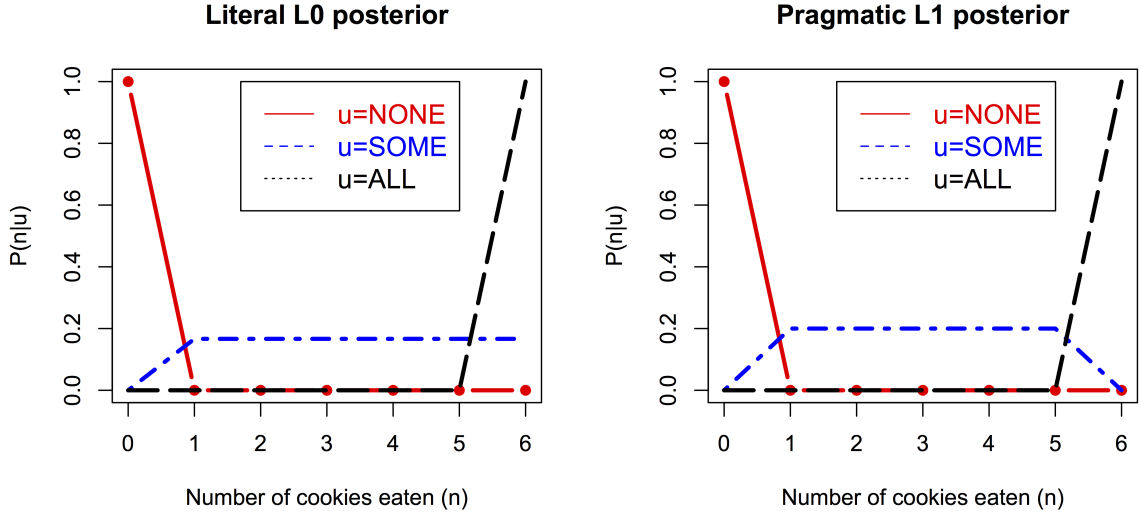 Literal L0 posterior
P(n|u)
1.0
0.8
0.6
0.4
0.2
0.0
u=NONE
u=SOME
u=ALL
0 1 2 3 4 5 6
Number of cookies eaten (n)
Pragmatic L1 posterior
P(n|u)
1.0
0.8
0.6
0.4
0.2
0.0
u=NONE
u=SOME
u=ALL
0 1 2 3 4 5 6
Number of cookies eaten (n)